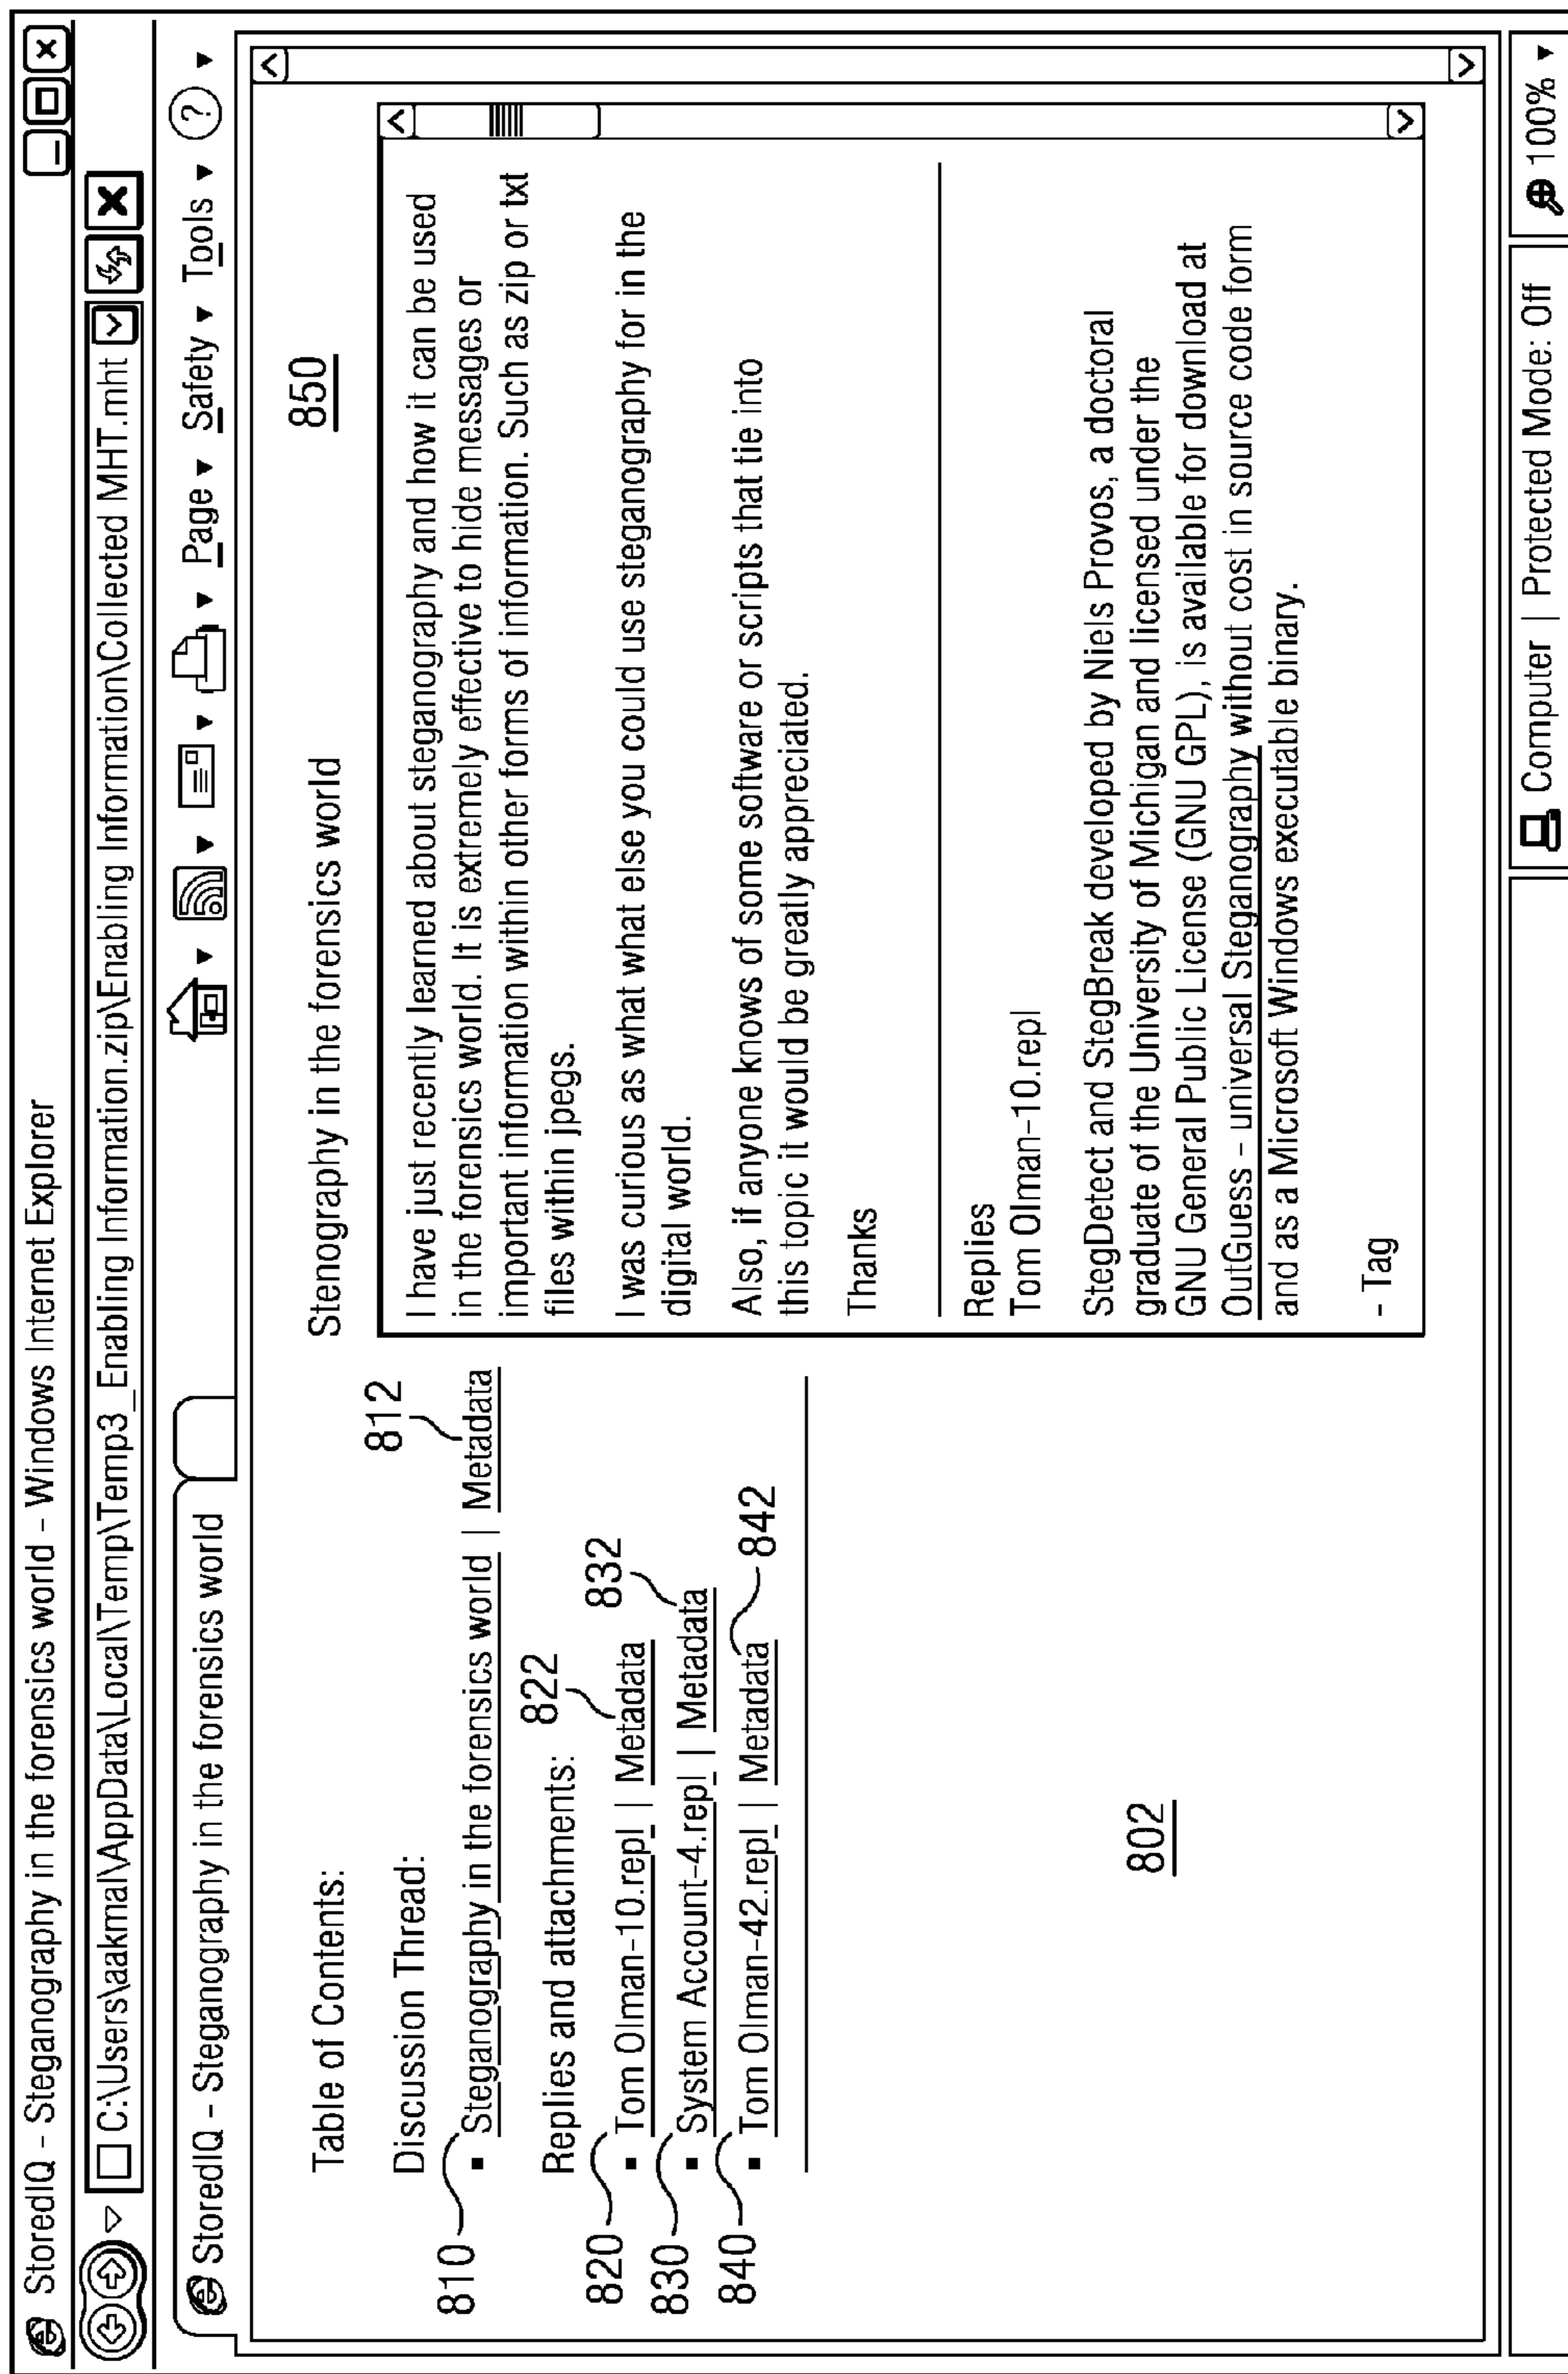 StoredIQ - Steganography in the forensics world - Windows Internet Explorer
C:\Users\aakmal\AppData\Local\Temp\Temp3_Enabling Information.zip\Enabling Information\Collected MHT.mht
StoredIQ - Steganography in the forensics world
Page Safety Tools ?
Table of Contents:
Discussion Thread:
812
810 ▪ Steganography in the forensics world | Metadata
Replies and attachments:
822
820 ▪ Tom Olman-10.repl | Metadata
832
830 ▪ System Account-4.repl | Metadata
840 ▪ Tom Olman-42.repl | Metadata
842
802
850
Stenography in the forensics world
I have just recently learned about steganography and how it can be used
in the forensics world. It is extremely effective to hide messages or
important information within other forms of information. Such as zip or txt
files within jpegs.
I was curious as what what else you could use steganography for in the
digital world.
Also, if anyone knows of some software or scripts that tie into
this topic it would be greatly appreciated.
Thanks
Replies
Tom Olman-10.repl
StegDetect and StegBreak developed by Niels Provos, a doctoral
graduate of the University of Michigan and licensed under the
GNU General Public License (GNU GPL), is available for download at
OutGuess - universal Steganography without cost in source code form
and as a Microsoft Windows executable binary.
- Tag
Computer | Protected Mode: Off
100%